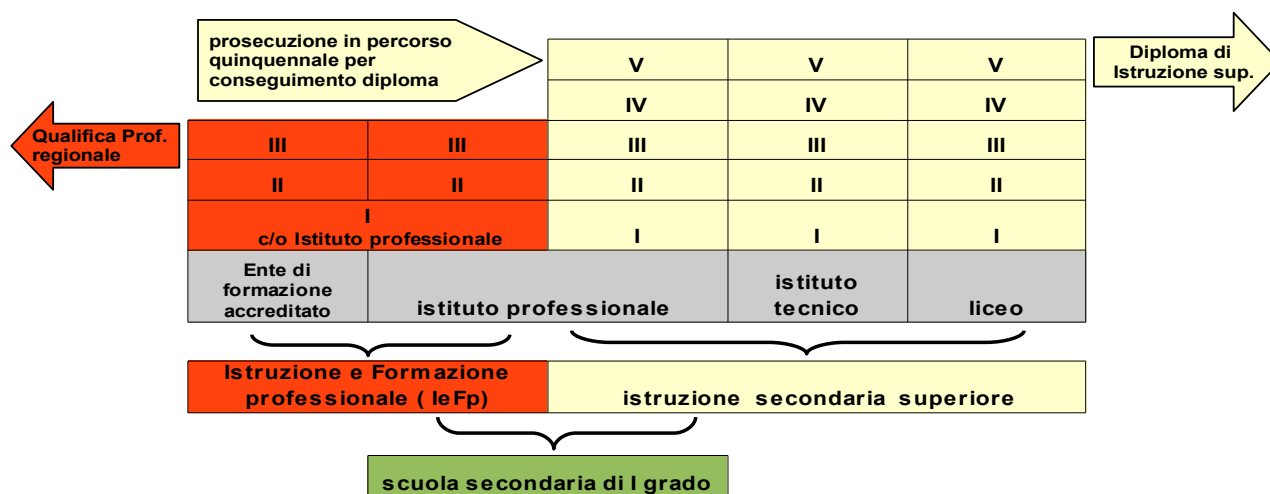 prosecuzione in percorso
quinquennale per
conseguimento diploma
Diploma di
Istruzione sup.
V V V
IV IV IV
Qualifica Prof.
regionale
III III III III III
II II II II II
I
c/o Istituto professionale
I I I
Ente di
formazione
accreditato
istituto professionale
istituto
tecnico
liceo
Istruzione e Formazione
professionale ( IeFp)
istruzione secondaria superiore
scuola secondaria di I grado